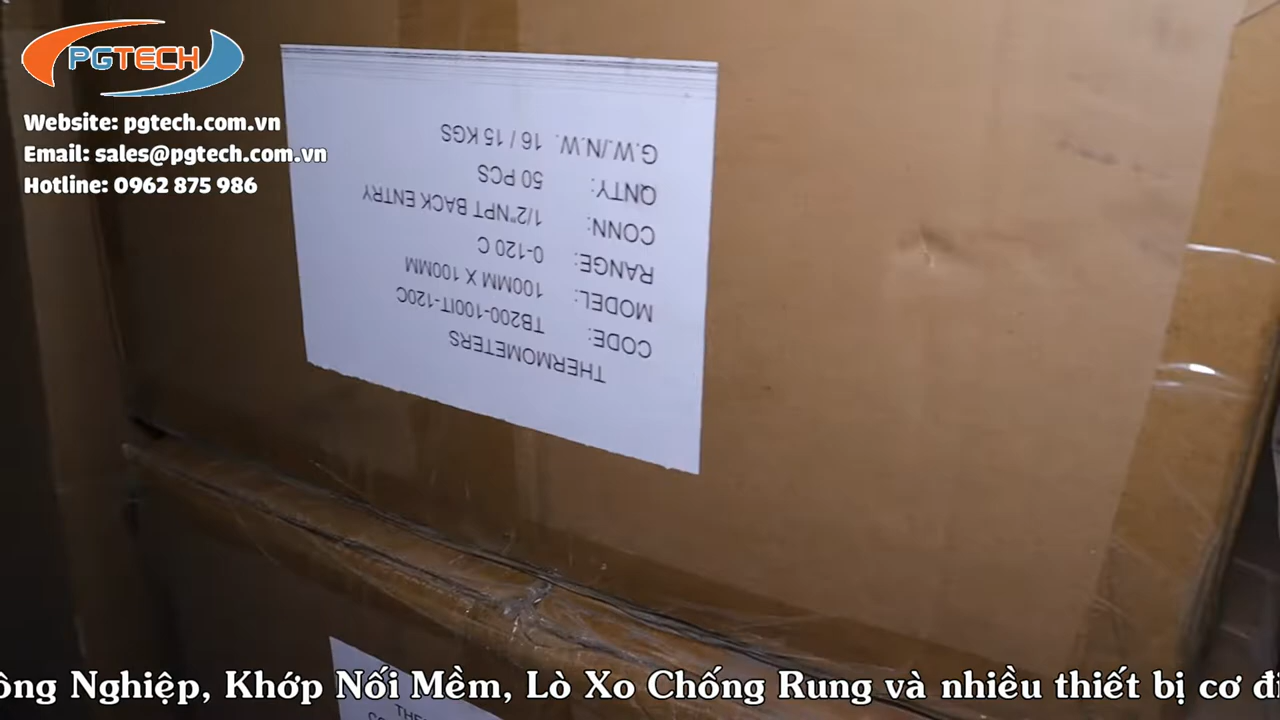 PGTECH
Website: pgtech.com.vn
Email: sales@pgtech.com.vn
Hotline: 0962 875 986
THERMOMETERS
CODE: TB200-100IT-120C
MODEL: 100MM X 100MM
RANGE: 0-120 C
CONN: 1/2"NPT BACK ENTRY
QNTY: 50 PCS
G.W./N.W. 16 / 15 KGS
ông Nghiệp, Khớp Nối Mềm, Lò Xo Chống Rung và nhiều thiết bị cơ đi